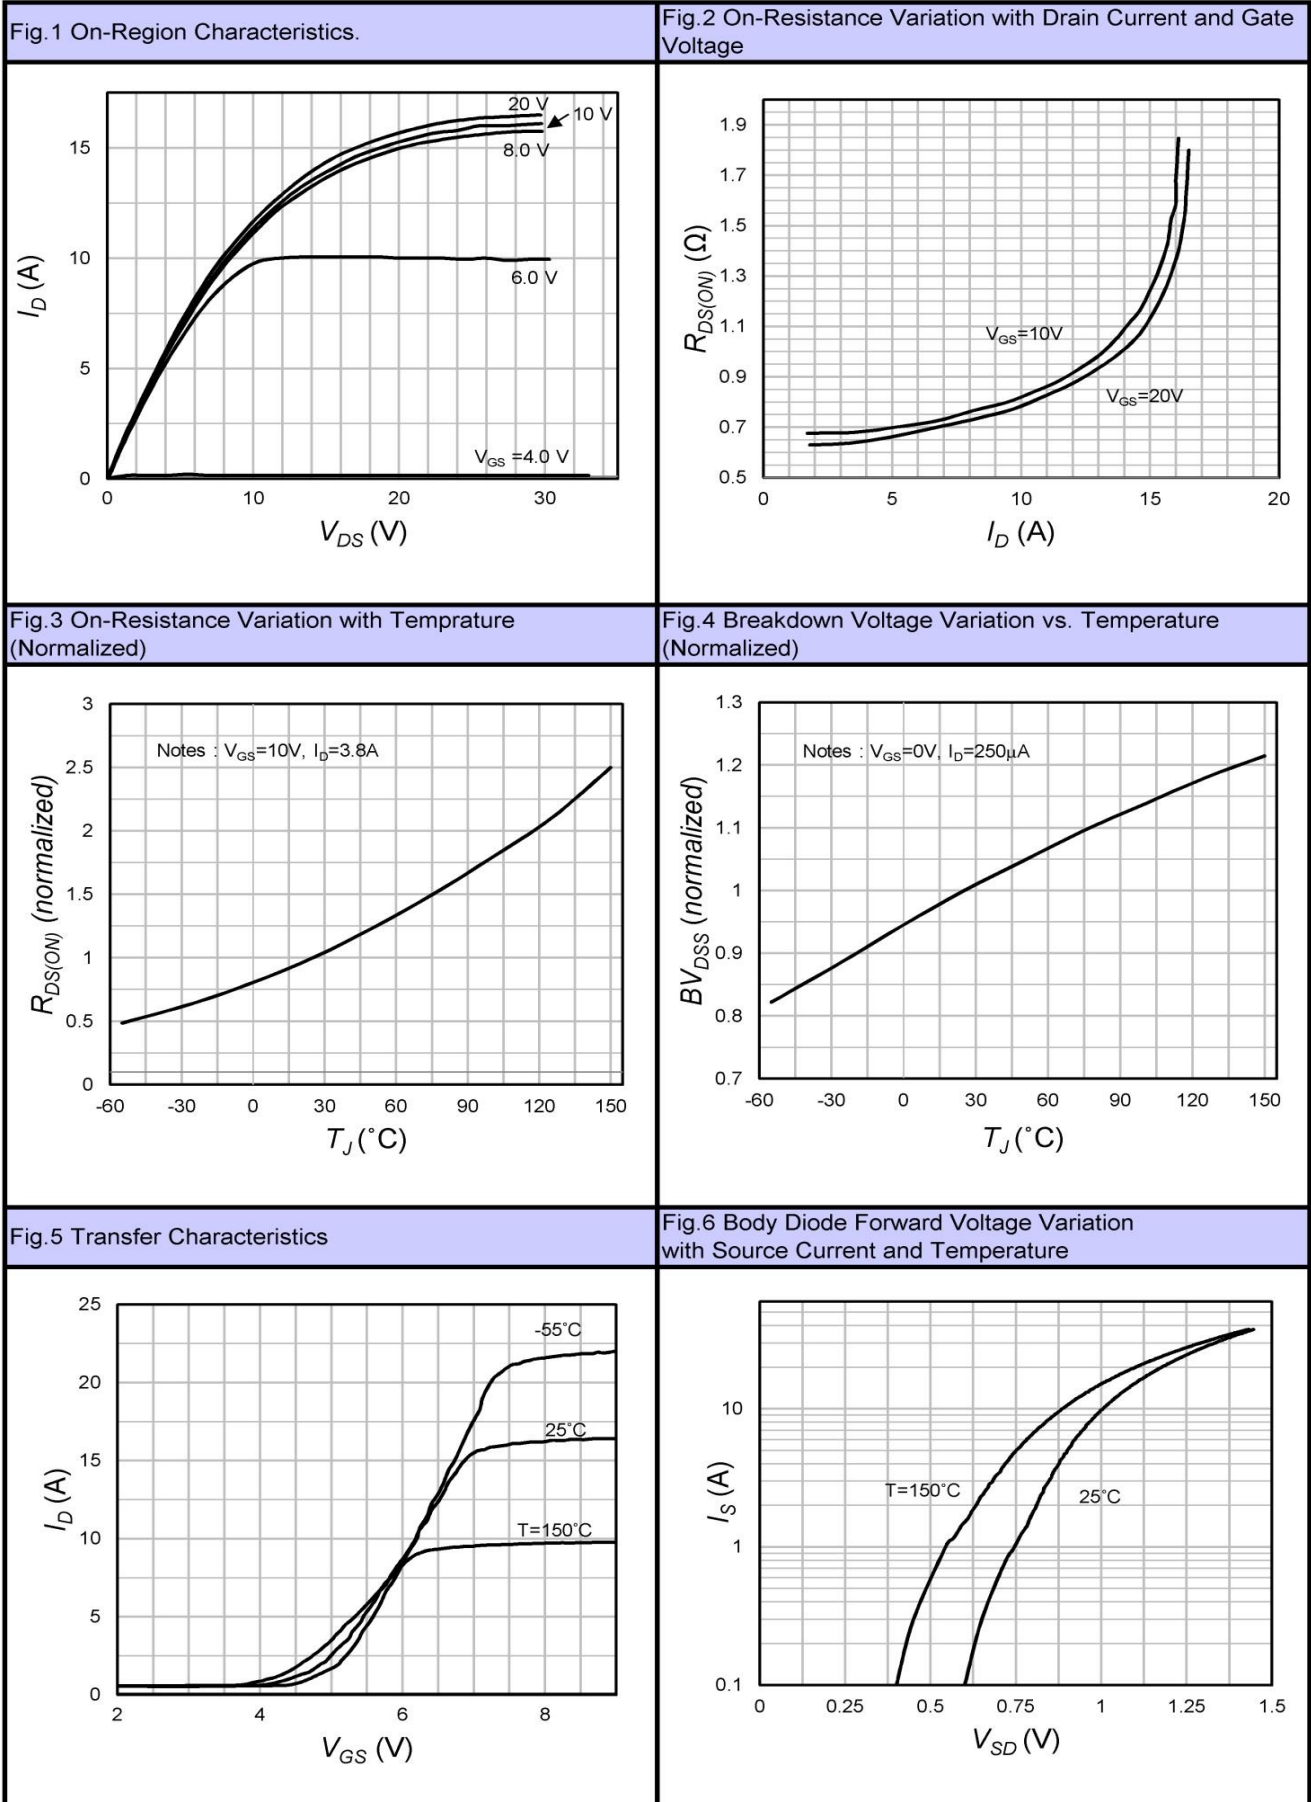 Fig.1 On-Region Characteristics.
20 V
10 V
8.0 V
6.0 V
V_GS =4.0 V
15
10
5
0
0 10 20 30
I_D (A)
V_DS (V)
Fig.2 On-Resistance Variation with Drain Current and Gate
Voltage
1.9
1.7
1.5
1.3
1.1
0.9
0.7
0.5
V_GS=10V
V_GS=20V
0 5 10 15 20
R_DS(ON) (Ω)
I_D (A)
Fig.3 On-Resistance Variation with Temprature
(Normalized)
Notes : V_GS=10V, I_D=3.8A
3
2.5
2
1.5
1
0.5
0
-60 -30 0 30 60 90 120 150
R_DS(ON) (normalized)
T_J (˚C)
Fig.4 Breakdown Voltage Variation vs. Temperature
(Normalized)
Notes : V_GS=0V, I_D=250μA
1.3
1.2
1.1
1
0.9
0.8
0.7
-60 -30 0 30 60 90 120 150
BV_DSS (normalized)
T_J (˚C)
Fig.5 Transfer Characteristics
25
20
15
10
5
0
-55˚C
25˚C
T=150˚C
2 4 6 8
I_D (A)
V_GS (V)
Fig.6 Body Diode Forward Voltage Variation
with Source Current and Temperature
10
1
0.1
T=150˚C
25˚C
0 0.25 0.5 0.75 1 1.25 1.5
I_S (A)
V_SD (V)